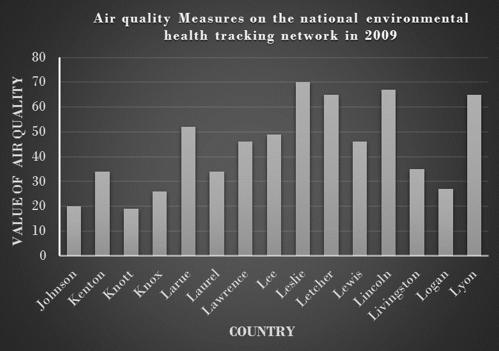 Air quality Measures on the national environmental
health tracking network in 2009
VALUE OF AIR QUALITY
80
70
60
50
40
30
20
10
0
Johnson
Kenton
Knott
Knox
Larue
Laurel
Lawrence
Lee
Leslie
Letcher
Lewis
Lincoln
Livingston
Logan
Lyon
COUNTRY